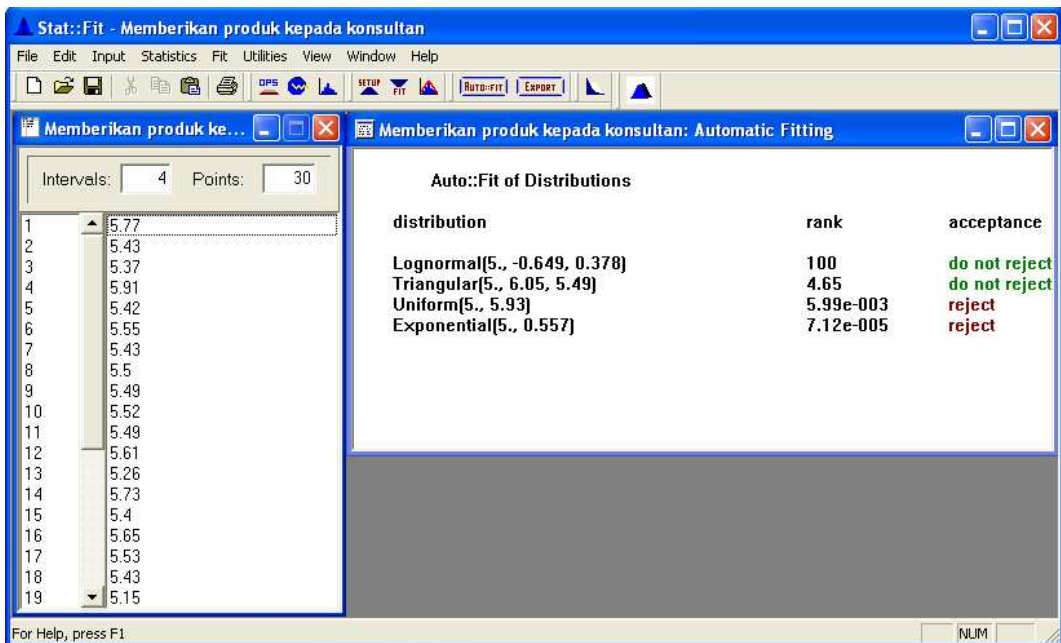 Stat::Fit - Memberikan produk kepada konsultan
File Edit Input Statistics Fit Utilities View Window Help
DPS SETUP FIT AUTO::FIT EXPORT
Memberikan produk ke...
Intervals: 4 Points: 30
1 5.77
2 5.43
3 5.37
4 5.91
5 5.42
6 5.55
7 5.43
8 5.5
9 5.49
10 5.52
11 5.49
12 5.61
13 5.26
14 5.73
15 5.4
16 5.65
17 5.53
18 5.43
19 5.15
Memberikan produk kepada konsultan: Automatic Fitting
Auto::Fit of Distributions
distribution rank acceptance
Lognormal(5., -0.649, 0.378) 100 do not reject
Triangular(5., 6.05, 5.49) 4.65 do not reject
Uniform(5., 5.93) 5.99e-003 reject
Exponential(5., 0.557) 7.12e-005 reject
For Help, press F1
NUM